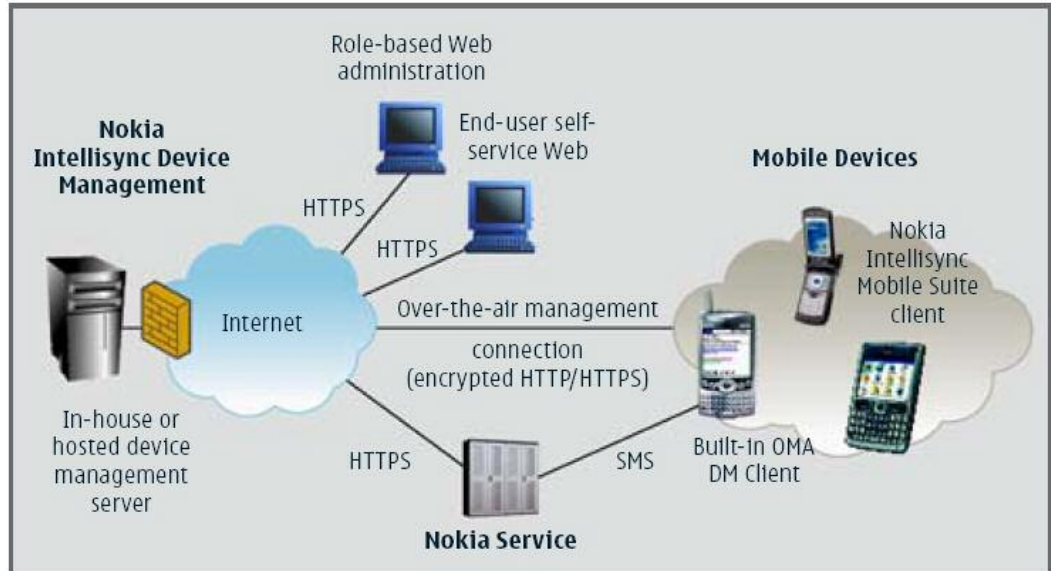 Role-based Web
administration
Nokia
Intellisync Device
Management
End-user self-
service Web
Mobile Devices
HTTPS
HTTPS
Nokia
Intellisync
Mobile Suite
client
Internet
Over-the-air management
connection
(encrypted HTTP/HTTPS)
In-house or
hosted device
management
server
HTTPS
SMS
Built-in OMA
DM Client
Nokia Service